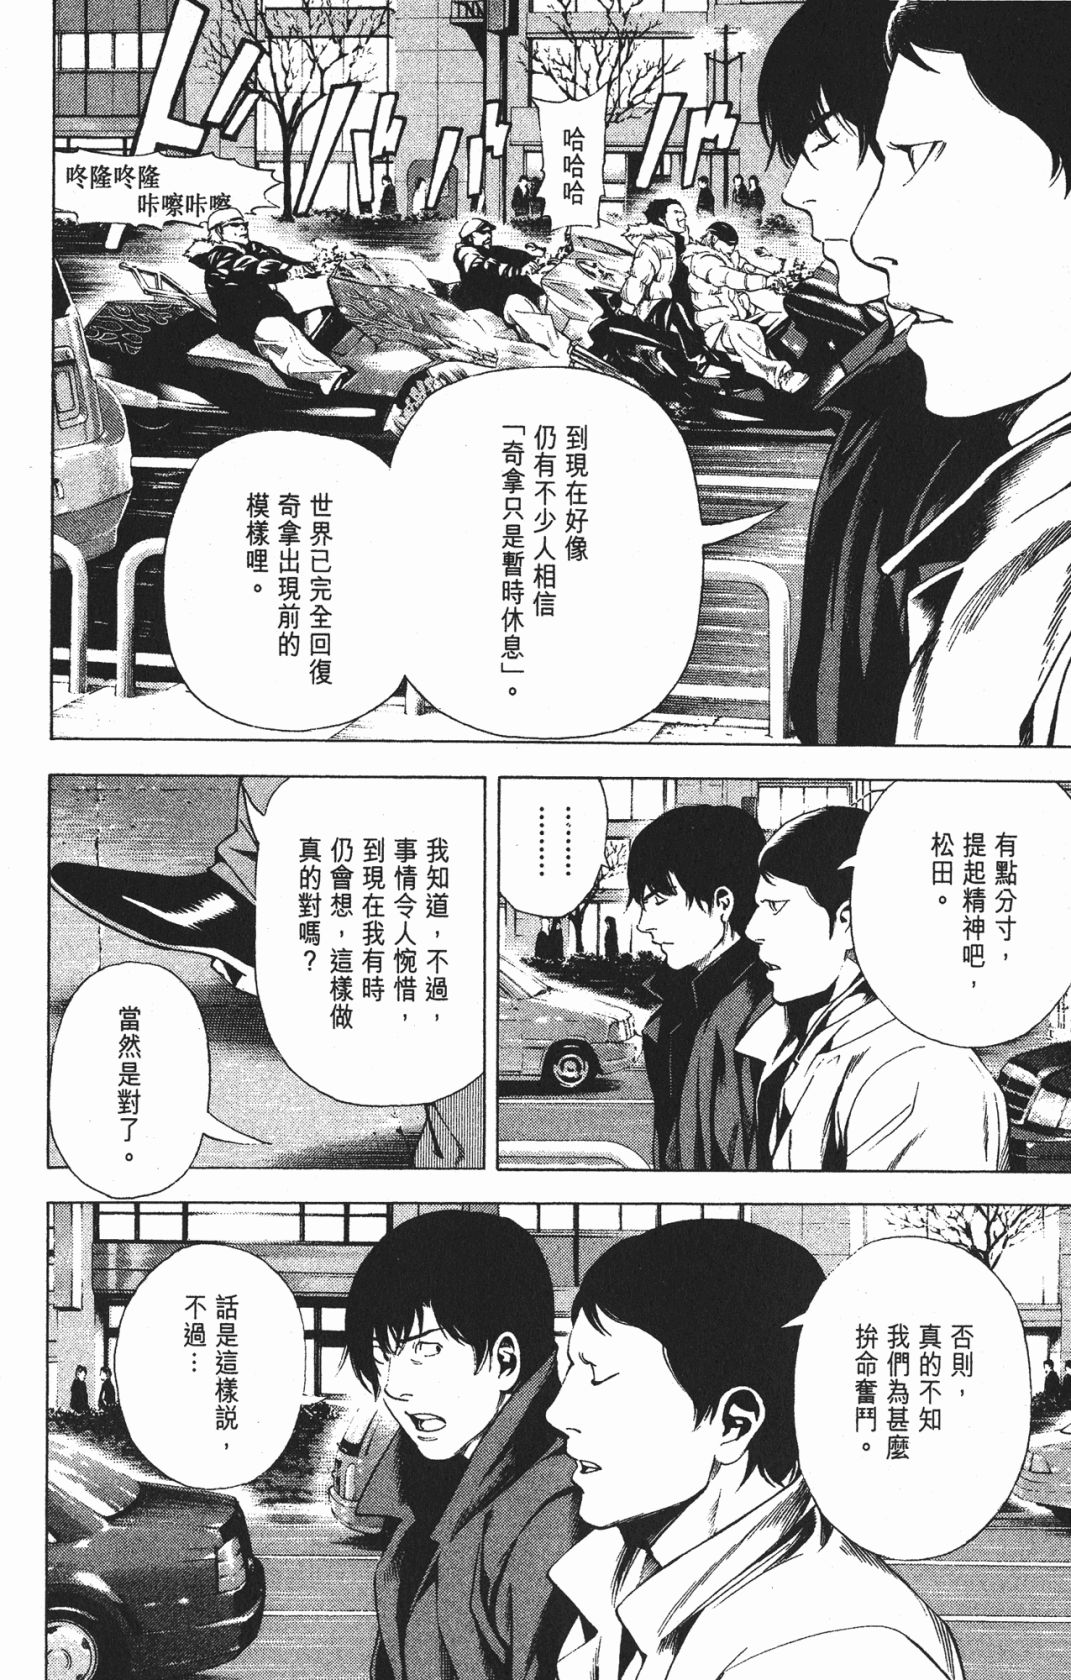 哈哈哈
咚隆咚隆
咔嚓咔嚓
到現在好像
仍有不少人相信
「奇拿只是暫時休息」。
世界已完全回復
奇拿出現前的
模樣哩。
有點分寸，
提起精神吧，
松田。
………
………
我知道，不過，
事情令人惋惜，
到現在我有時
仍會想，這樣做
真的對嗎？
當然是對了。
否則，
真的不知
我們為甚麼
拚命奮鬥。
話是這樣說，
不過…